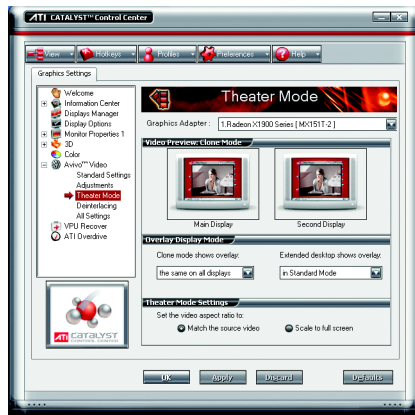 ATI CATALYST™ Control Center
View Hotkeys Profiles Preferences Help
Graphics Settings
Welcome
Information Center
Displays Manager
Display Options
Monitor Properties 1
3D
Color
Avivo™ Video
Standard Settings
Adjustments
Theater Mode
Deinterlacing
All Settings
VPU Recover
ATI Overdrive
ATI CATALYST
CONTROL CENTER
Theater Mode
Graphics Adapter: 1.Radeon X1900 Series [ MX151T-2 ]
Video Preview: Clone Mode
Main Display Second Display
Overlay Display Mode
Clone mode shows overlay: Extended desktop shows overlay:
the same on all displays in Standard Mode
Theater Mode Settings
Set the video aspect ratio to:
Match the source video Scale to full screen
OK Apply Discard Defaults